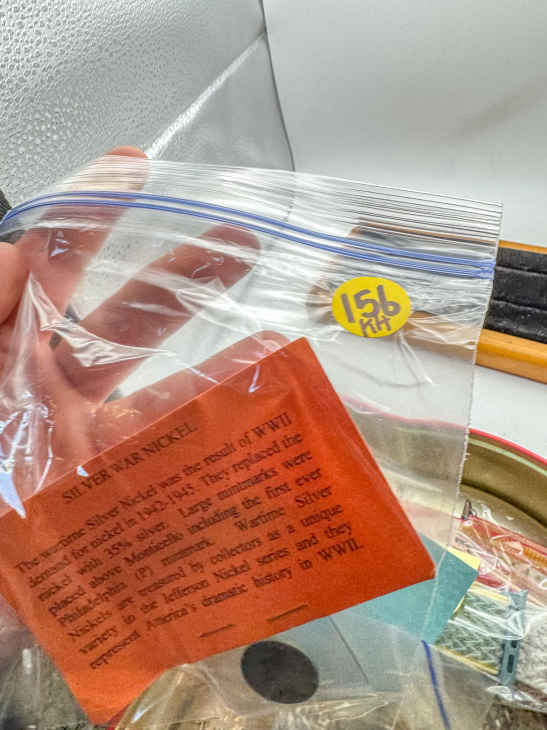 156
KH
SILVER WAR NICKEL
The wartime Silver Nickel was the result of WWII
demand for nickel in 1942-1945. They replaced the
nickel with 35% silver. Large mintmarks were
placed above Monticello including the first ever
Philadelphia (P) mintmark. Wartime Silver
Nickels are treasured by collectors as a unique
variety in the Jefferson Nickel series and they
represent America's dramatic history in WWII.